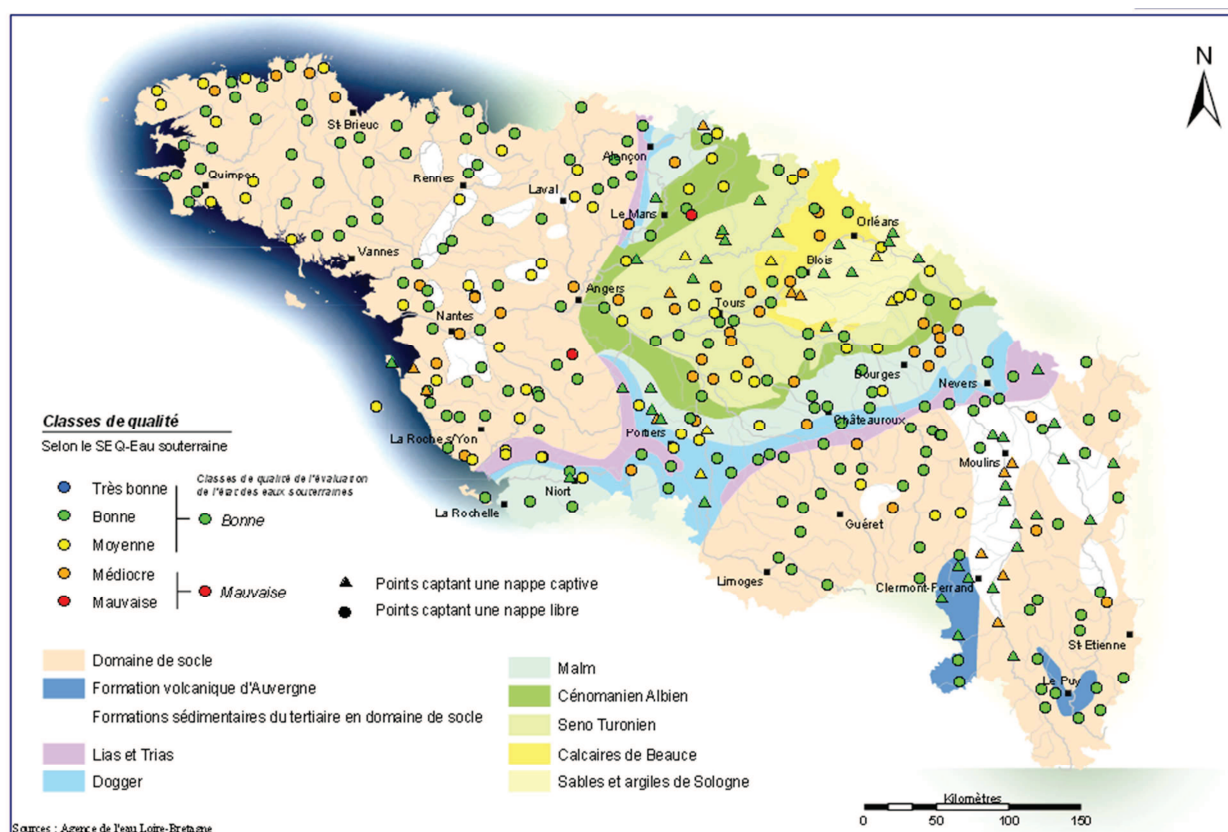 N
St-Brieuc
Alençon
Quimper
Rennes
Laval
Le Mans
Orléans
Vannes
Blois
Angers
Tours
Nantes
Bourges
Nevers
Classes de qualité
Selon le SEQ-Eau souterraine
La Roche s/Yon
Poitiers
Châteauroux
Moulins
Classes de qualité de l'évaluation
de l'état des eaux souterraines
Très bonne
Bonne
Bonne
Moyenne
Médiocre
Mauvaise
Mauvaise
Niort
La Rochelle
Guéret
Limoges
Clermont-Ferrand
Points captant une nappe captive
Points captant une nappe libre
St-Etienne
Le Puy
Domaine de socle
Formation volcanique d'Auvergne
Formations sédimentaires du tertiaire en domaine de socle
Lias et Trias
Dogger
Malm
Cénomanien Albien
Seno Turonien
Calcaires de Beauce
Sables et argiles de Sologne
Kilomètres
0 50 100 150
Sources : Agence de l'eau Loire-Bretagne